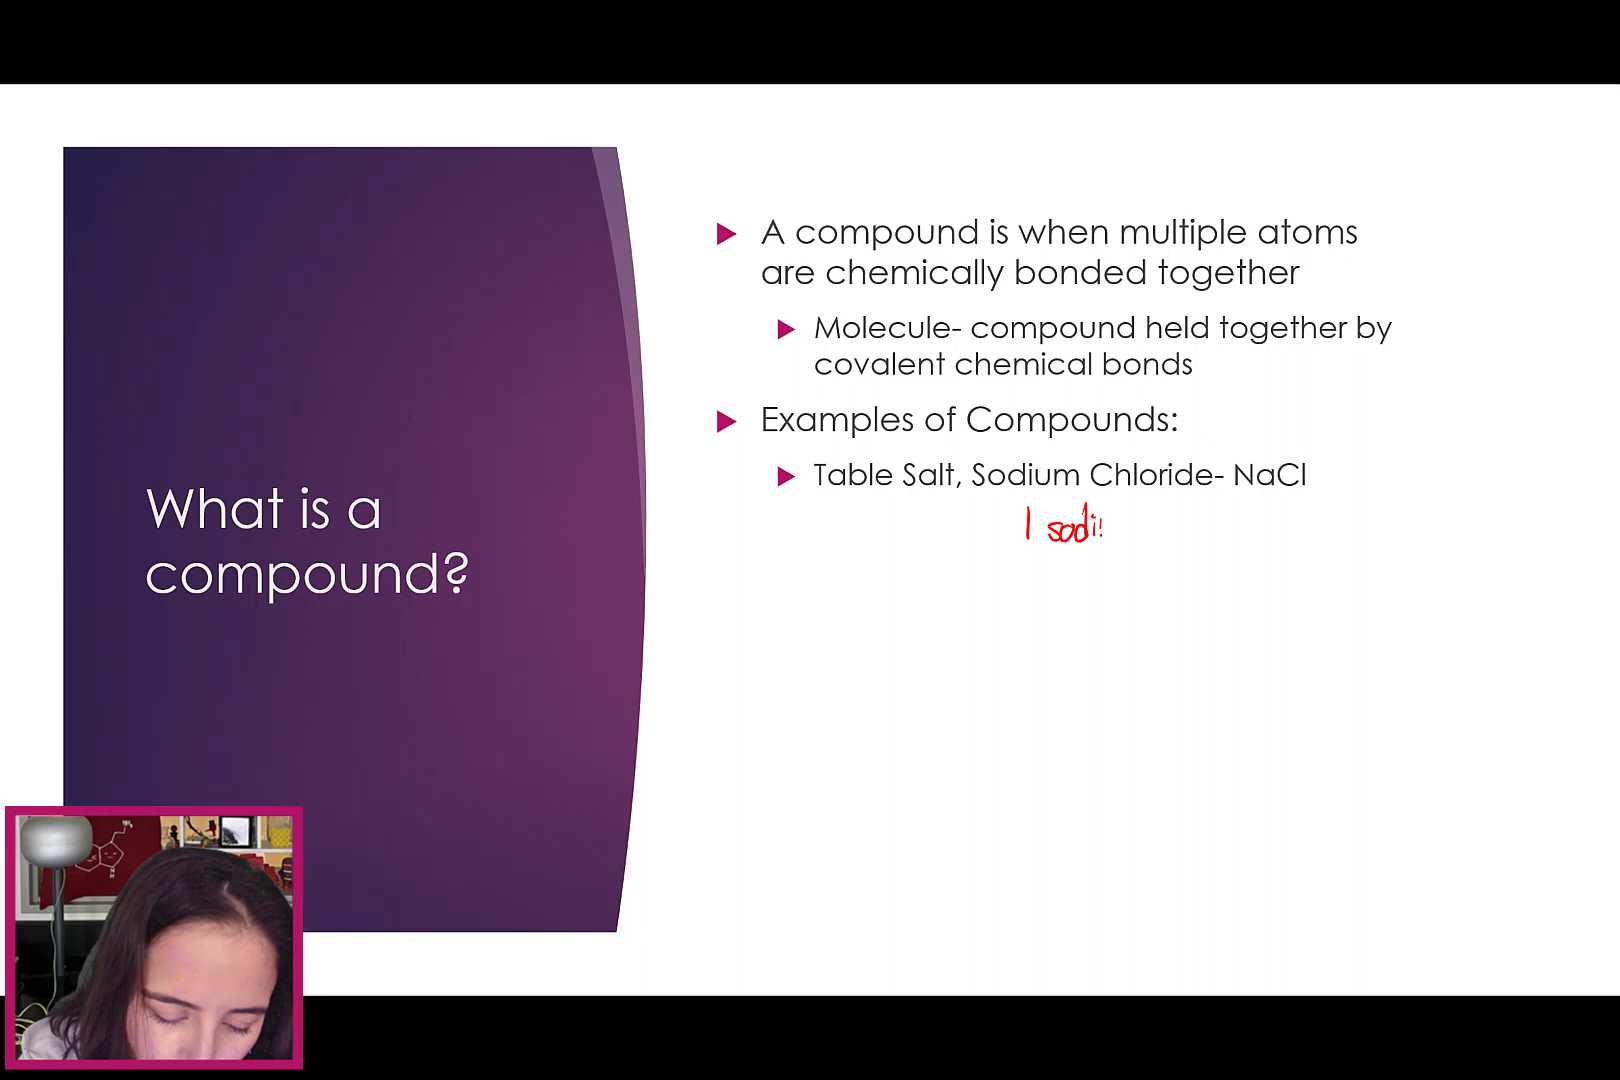 What is a
compound?
A compound is when multiple atoms
are chemically bonded together
Molecule- compound held together by
covalent chemical bonds
Examples of Compounds:
Table Salt, Sodium Chloride- NaCl
1 sodi